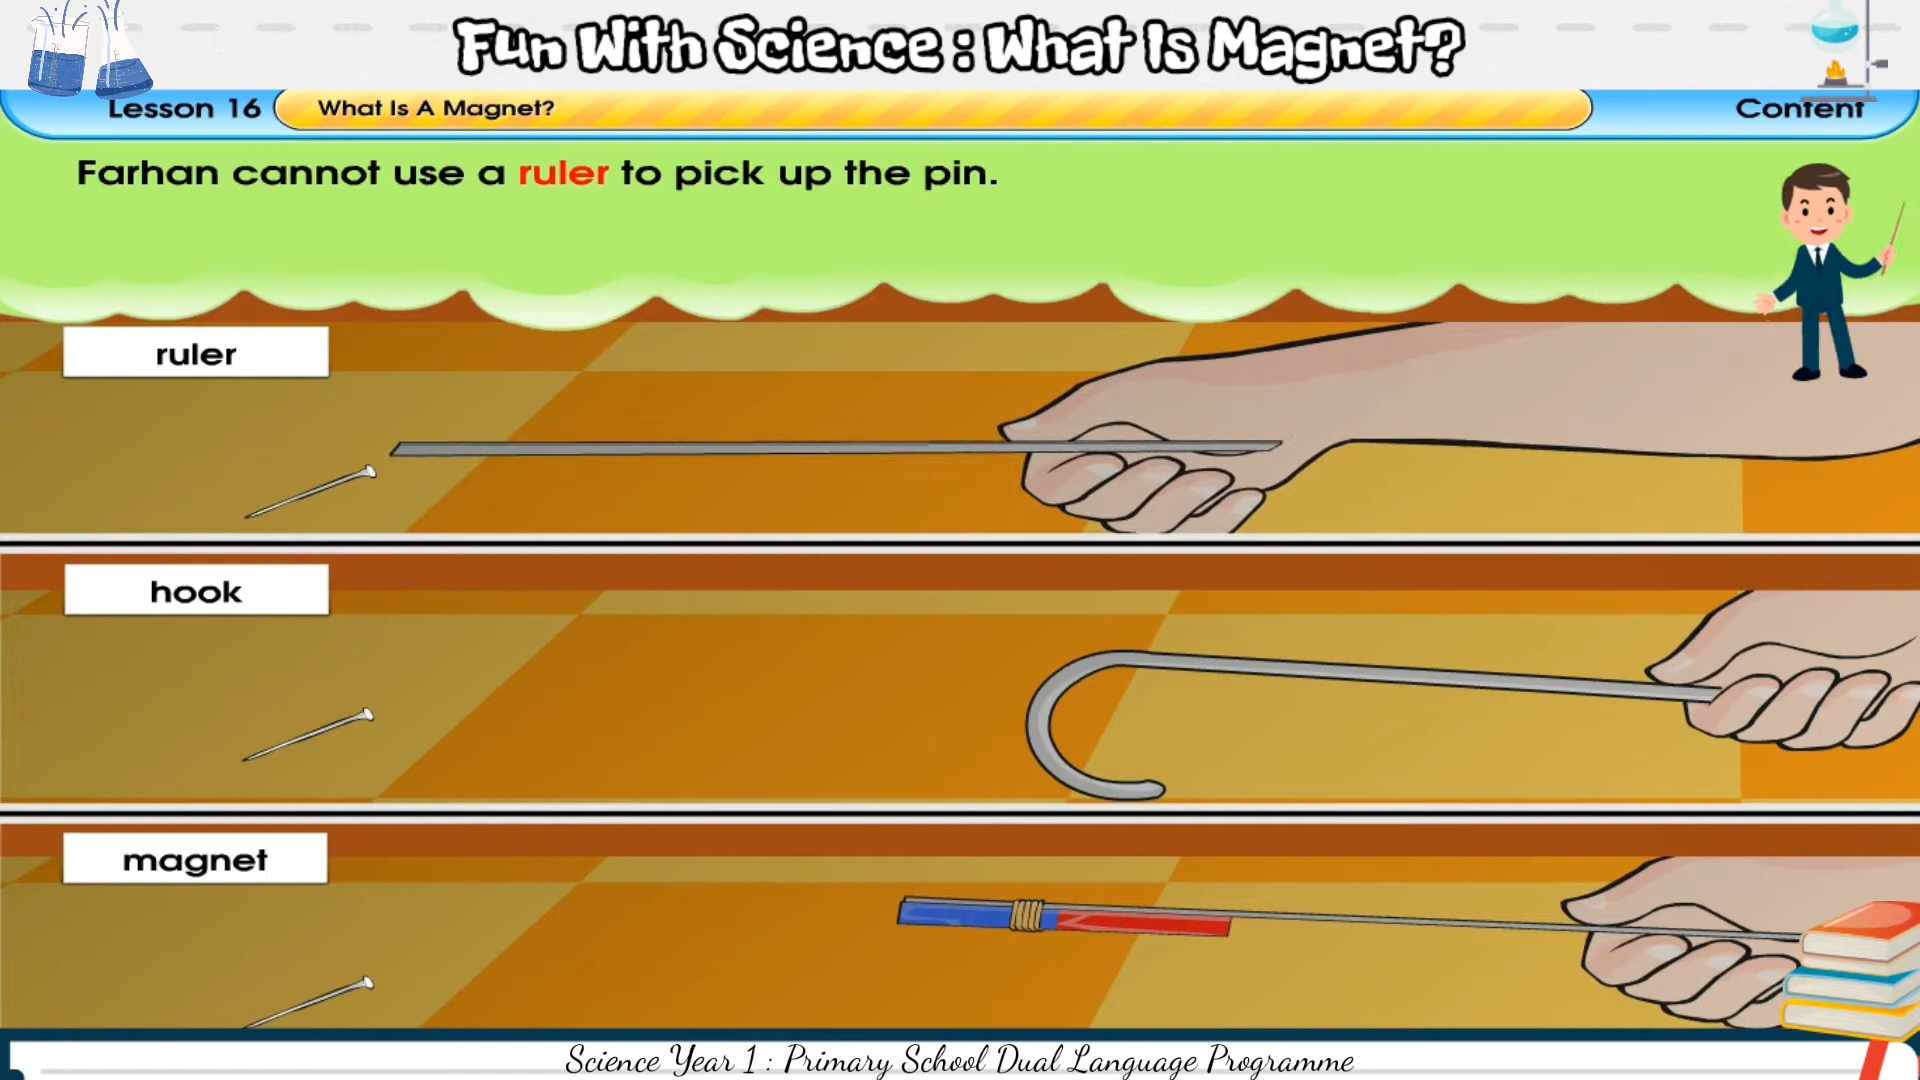 Fun With Science : What Is Magnet?
Lesson 16
What Is A Magnet?
Content
Farhan cannot use a ruler to pick up the pin.
ruler
hook
magnet
Science Year 1 : Primary School Dual Language Programme